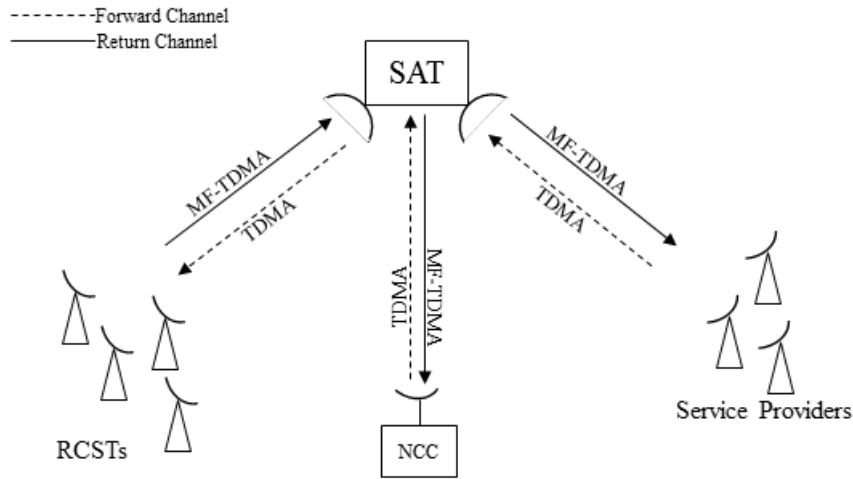 Forward Channel
Return Channel
SAT
MF-TDMA
TDMA
TDMA
MF-TDMA
MF-TDMA
TDMA
RCSTs
NCC
Service Providers